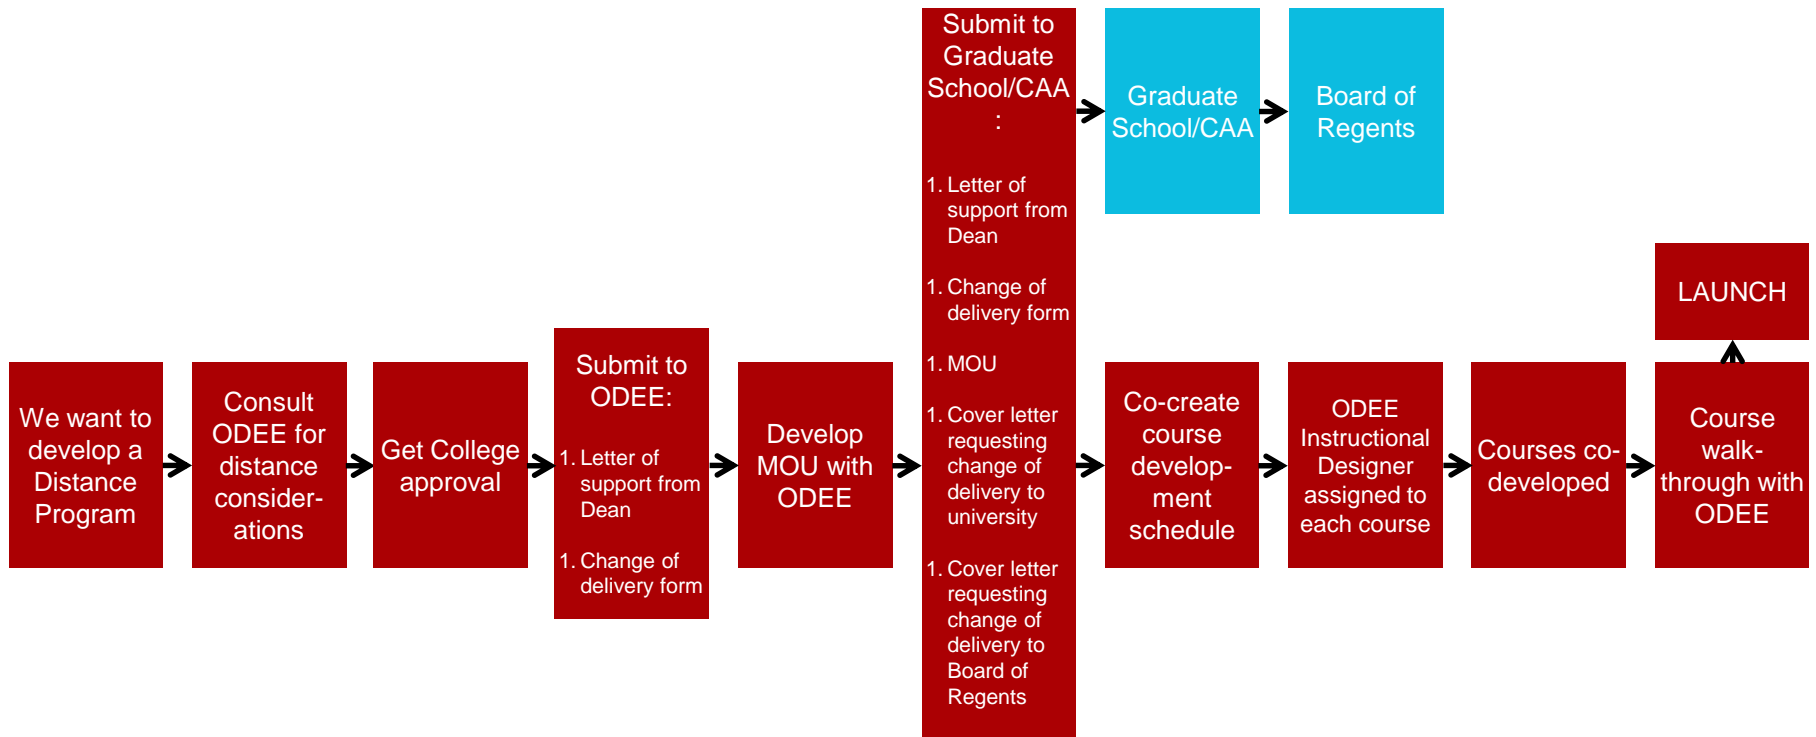 We want to
develop a
Distance
Program
Consult
ODEE for
distance
consider-
ations
Get College
approval
Submit to
ODEE:
1. Letter of
support from
Dean
1. Change of
delivery form
Develop
MOU with
ODEE
Submit to
Graduate
School/CAA
:
1. Letter of
support from
Dean
1. Change of
delivery form
1. MOU
1. Cover letter
requesting
change of
delivery to
university
1. Cover letter
requesting
change of
delivery to
Board of
Regents
Graduate
School/CAA
Board of
Regents
Co-create
course
develop-
ment
schedule
ODEE
Instructional
Designer
assigned to
each course
Courses co-
developed
Course
walk-
through with
ODEE
LAUNCH